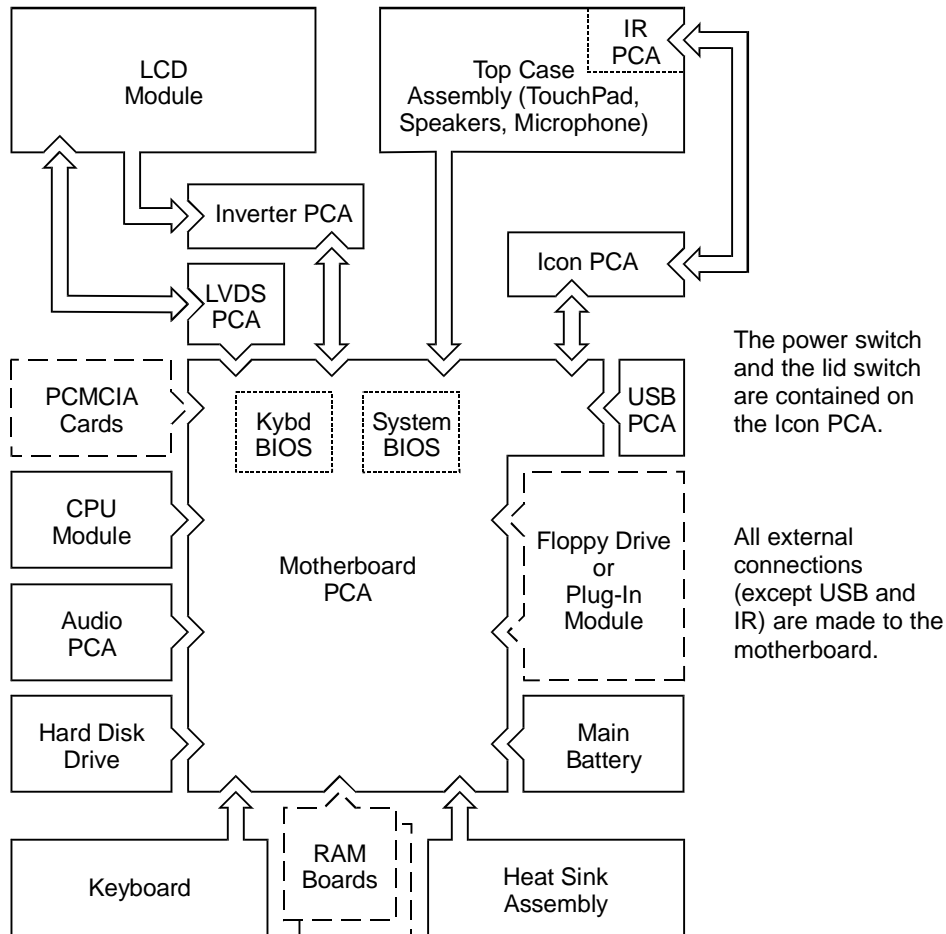 LCD
Module
IR
PCA
Top Case
Assembly (TouchPad,
Speakers, Microphone)
Inverter PCA
Icon PCA
LVDS
PCA
The power switch
and the lid switch
are contained on
the Icon PCA.
PCMCIA
Cards
Kybd
BIOS
System
BIOS
USB
PCA
CPU
Module
Motherboard
PCA
Floppy Drive
or
Plug-In
Module
All external
connections
(except USB and
IR) are made to the
motherboard.
Audio
PCA
Hard Disk
Drive
Main
Battery
Keyboard
RAM
Boards
Heat Sink
Assembly